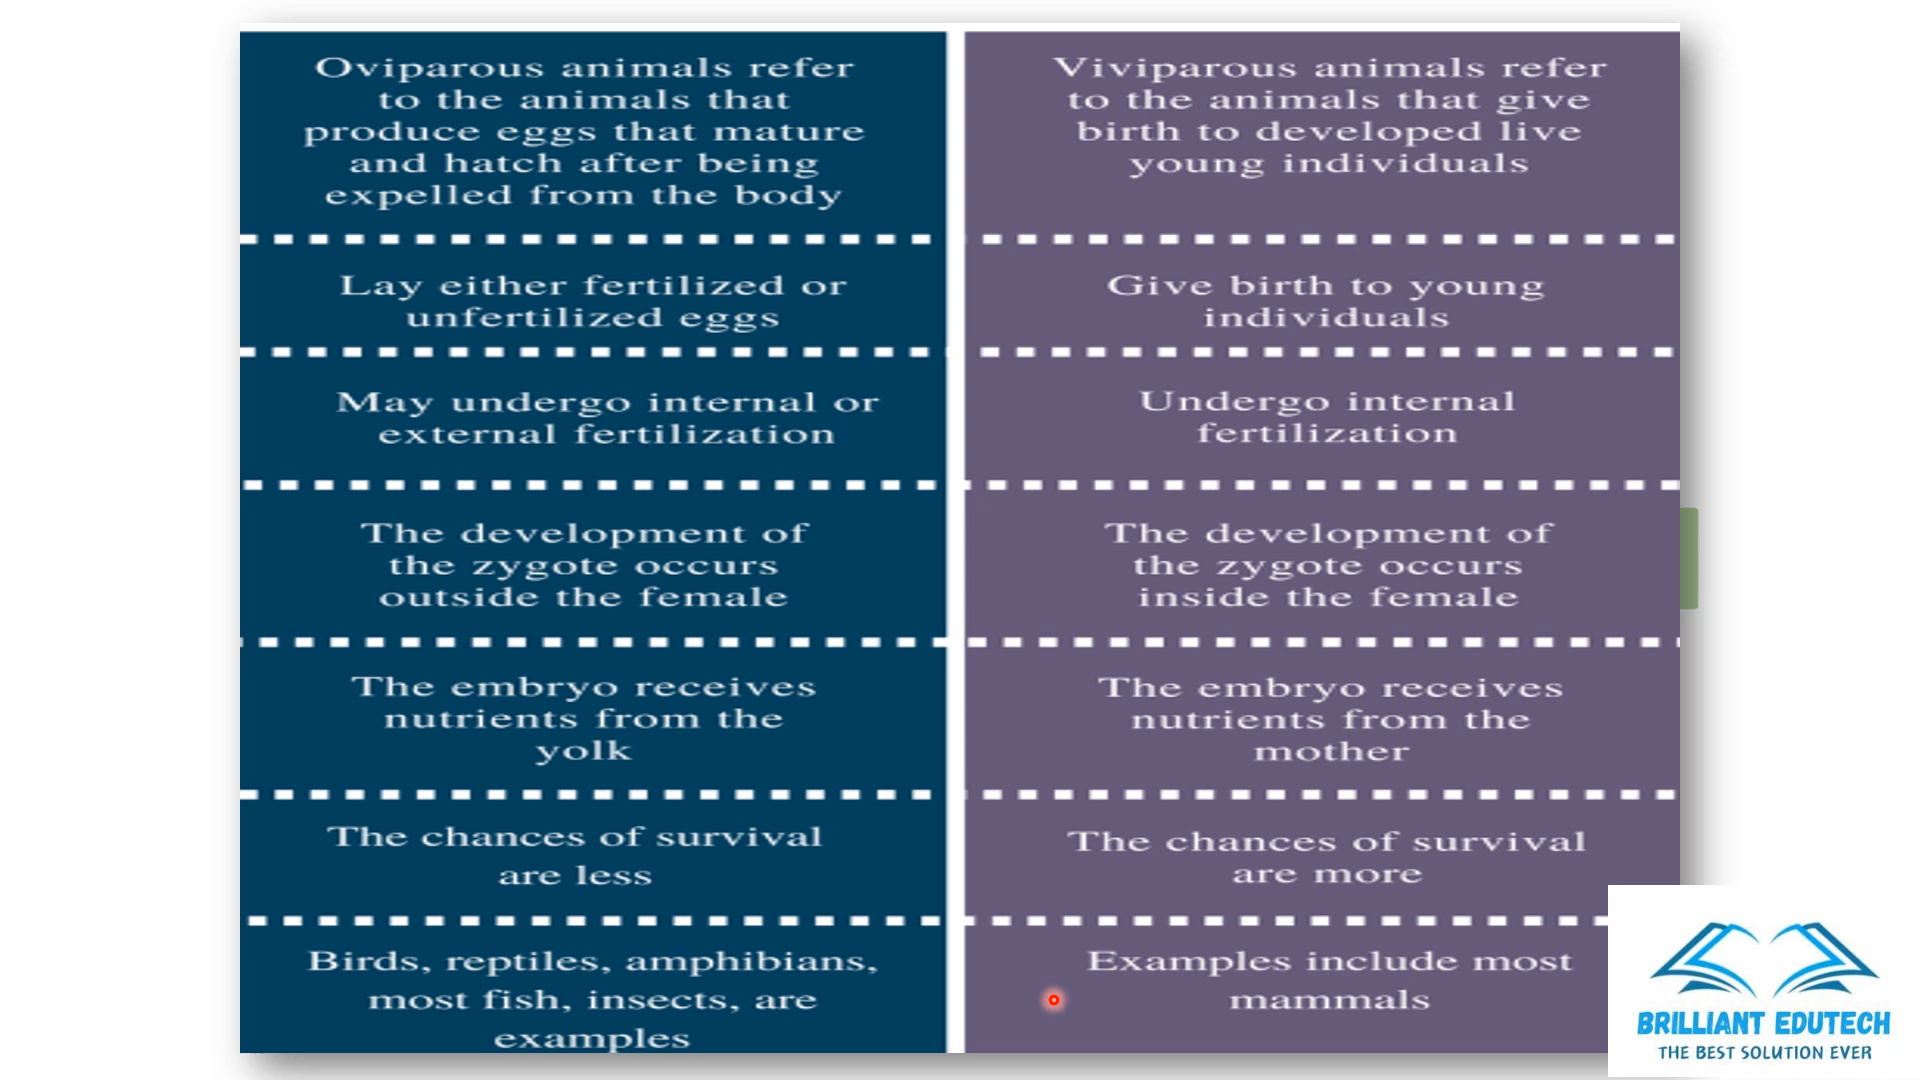 Oviparous animals refer
to the animals that
produce eggs that mature
and hatch after being
expelled from the body
Viviparous animals refer
to the animals that give
birth to developed live
young individuals
Lay either fertilized or
unfertilized eggs
Give birth to young
individuals
May undergo internal or
external fertilization
Undergo internal
fertilization
The development of
the zygote occurs
outside the female
The development of
the zygote occurs
inside the female
The embryo receives
nutrients from the
yolk
The embryo receives
nutrients from the
mother
The chances of survival
are less
The chances of survival
are more
Birds, reptiles, amphibians,
most fish, insects, are
examples
Examples include most
mammals
BRILLIANT EDUTECH
THE BEST SOLUTION EVER